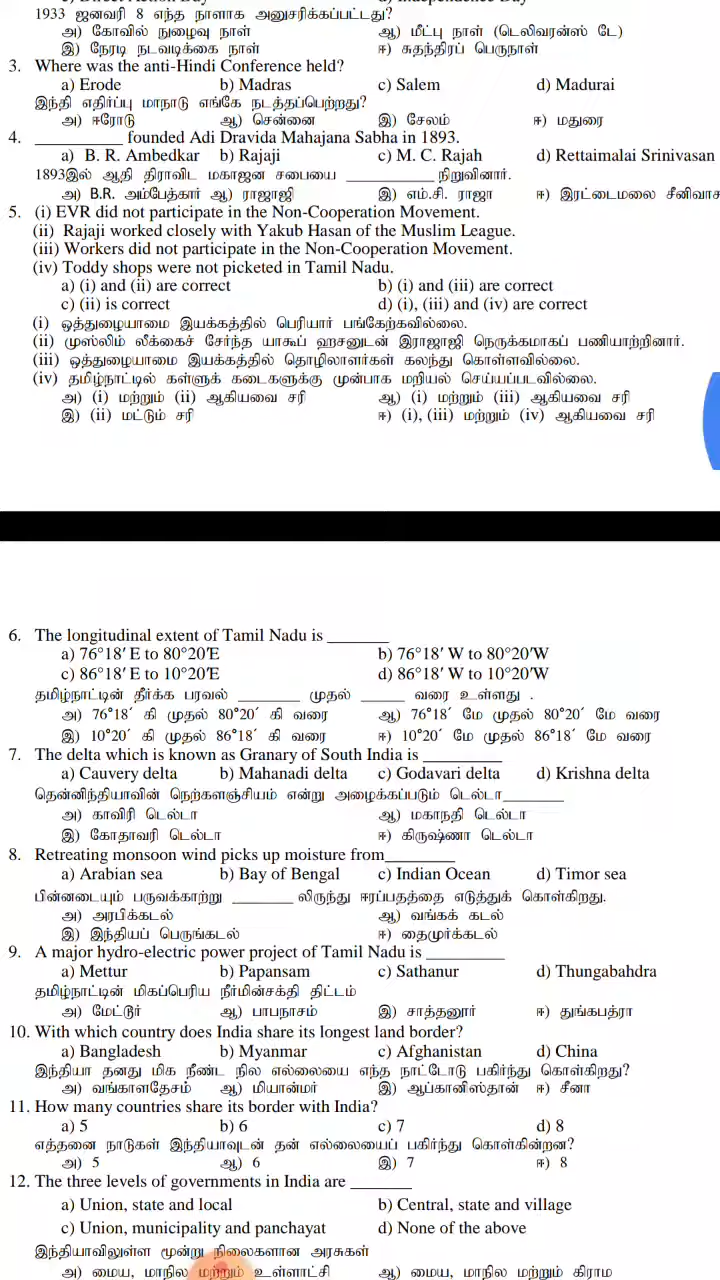 1933 ஜனவரி 8 எந்த நாளாக அனுசரிக்கப்பட்டது?
அ) கோவில் நுழைவு நாள் ஆ) மீட்பு நாள் (டெலிவரன்ஸ் டே)
இ) நேரடி நடவடிக்கை நாள் ஈ) சுதந்திரப் பெருநாள்
3. Where was the anti-Hindi Conference held?
a) Erode b) Madras c) Salem d) Madurai
இந்தி எதிர்ப்பு மாநாடு எங்கே நடத்தப்பெற்றது?
அ) ஈரோடு ஆ) சென்னை இ) சேலம் ஈ) மதுரை
4. __________ founded Adi Dravida Mahajana Sabha in 1893.
a) B. R. Ambedkar b) Rajaji c) M. C. Rajah d) Rettaimalai Srinivasan
1893இல் ஆதி திராவிட மகாஜன சபையை __________ நிறுவினார்.
அ) B.R. அம்பேத்கார் ஆ) ராஜாஜி இ) எம்.சி. ராஜா ஈ) இரட்டைமலை சீனிவாச
5. (i) EVR did not participate in the Non-Cooperation Movement.
(ii) Rajaji worked closely with Yakub Hasan of the Muslim League.
(iii) Workers did not participate in the Non-Cooperation Movement.
(iv) Toddy shops were not picketed in Tamil Nadu.
a) (i) and (ii) are correct b) (i) and (iii) are correct
c) (ii) is correct d) (i), (iii) and (iv) are correct
(i) ஒத்துழையாமை இயக்கத்தில் பெரியார் பங்கேற்கவில்லை.
(ii) முஸ்லிம் லீக்கைச் சேர்ந்த யாகூப் ஹசனுடன் இராஜாஜி நெருக்கமாகப் பணியாற்றினார்.
(iii) ஒத்துழையாமை இயக்கத்தில் தொழிலாளர்கள் கலந்து கொள்ளவில்லை.
(iv) தமிழ்நாட்டில் கள்ளுக் கடைகளுக்கு முன்பாக மறியல் செய்யப்படவில்லை.
அ) (i) மற்றும் (ii) ஆகியவை சரி ஆ) (i) மற்றும் (iii) ஆகியவை சரி
இ) (ii) மட்டும் சரி ஈ) (i), (iii) மற்றும் (iv) ஆகியவை சரி
6. The longitudinal extent of Tamil Nadu is _______
a) 76°18′ E to 80°20′E b) 76°18′ W to 80°20′W
c) 86°18′ E to 10°20′E d) 86°18′ W to 10°20′W
தமிழ்நாட்டின் தீர்க்க பரவல் _______ முதல் _____ வரை உள்ளது .
அ) 76°18´ கி முதல் 80°20´ கி வரை ஆ) 76°18´ மே முதல் 80°20´ மே வரை
இ) 10°20´ கி முதல் 86°18´ கி வரை ஈ) 10°20´ மே முதல் 86°18´ மே வரை
7. The delta which is known as Granary of South India is _________
a) Cauvery delta b) Mahanadi delta c) Godavari delta d) Krishna delta
தென்னிந்தியாவின் நெற்களஞ்சியம் என்று அழைக்கப்படும் டெல்டா_______
அ) காவிரி டெல்டா ஆ) மகாநதி டெல்டா
இ) கோதாவரி டெல்டா ஈ) கிருஷ்ணா டெல்டா
8. Retreating monsoon wind picks up moisture from________
a) Arabian sea b) Bay of Bengal c) Indian Ocean d) Timor sea
பின்னடையும் பருவக்காற்று _______ லிருந்து ஈரப்பதத்தை எடுத்துக் கொள்கிறது.
அ) அரபிக்கடல் ஆ) வங்கக் கடல்
இ) இந்தியப் பெருங்கடல் ஈ) தைமுர்க்கடல்
9. A major hydro-electric power project of Tamil Nadu is _________
a) Mettur b) Papansam c) Sathanur d) Thungabahdra
தமிழ்நாட்டின் மிகப்பெரிய நீர்மின்சக்தி திட்டம்
அ) மேட்டூர் ஆ) பாபநாசம் இ) சாத்தனூர் ஈ) துங்கபத்ரா
10. With which country does India share its longest land border?
a) Bangladesh b) Myanmar c) Afghanistan d) China
இந்தியா தனது மிக நீண்ட நில எல்லையை எந்த நாட்டோடு பகிர்ந்து கொள்கிறது?
அ) வங்காளதேசம் ஆ) மியான்மர் இ) ஆப்கானிஸ்தான் ஈ) சீனா
11. How many countries share its border with India?
a) 5 b) 6 c) 7 d) 8
எத்தனை நாடுகள் இந்தியாவுடன் தன் எல்லையைப் பகிர்ந்து கொள்கின்றன?
அ) 5 ஆ) 6 இ) 7 ஈ) 8
12. The three levels of governments in India are _______
a) Union, state and local b) Central, state and village
c) Union, municipality and panchayat d) None of the above
இந்தியாவிலுள்ள மூன்று நிலைகளான அரசுகள்
அ) மைய, மாநில மற்றும் உள்ளாட்சி ஆ) மைய, மாநில மற்றும் கிராம